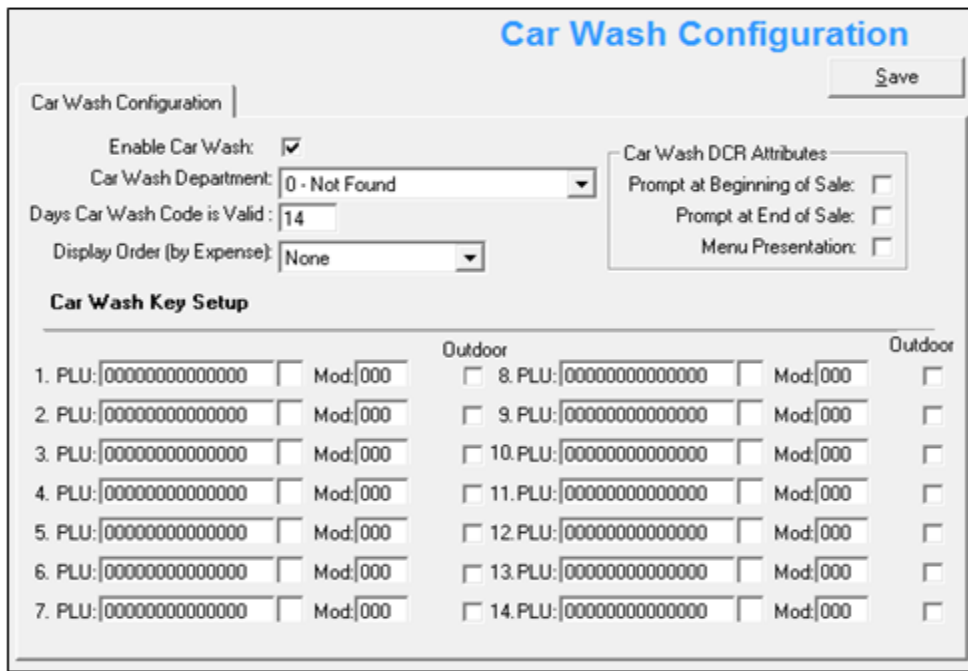 Car Wash Configuration
Save
Car Wash Configuration
Enable Car Wash:
Car Wash Department: 0 - Not Found
Days Car Wash Code is Valid : 14
Display Order (by Expense): None
Car Wash DCR Attributes
Prompt at Beginning of Sale:
Prompt at End of Sale:
Menu Presentation:
Car Wash Key Setup
Outdoor Outdoor
1. PLU: 00000000000000 Mod: 000 8. PLU: 00000000000000 Mod: 000
2. PLU: 00000000000000 Mod: 000 9. PLU: 00000000000000 Mod: 000
3. PLU: 00000000000000 Mod: 000 10. PLU: 00000000000000 Mod: 000
4. PLU: 00000000000000 Mod: 000 11. PLU: 00000000000000 Mod: 000
5. PLU: 00000000000000 Mod: 000 12. PLU: 00000000000000 Mod: 000
6. PLU: 00000000000000 Mod: 000 13. PLU: 00000000000000 Mod: 000
7. PLU: 00000000000000 Mod: 000 14. PLU: 00000000000000 Mod: 000